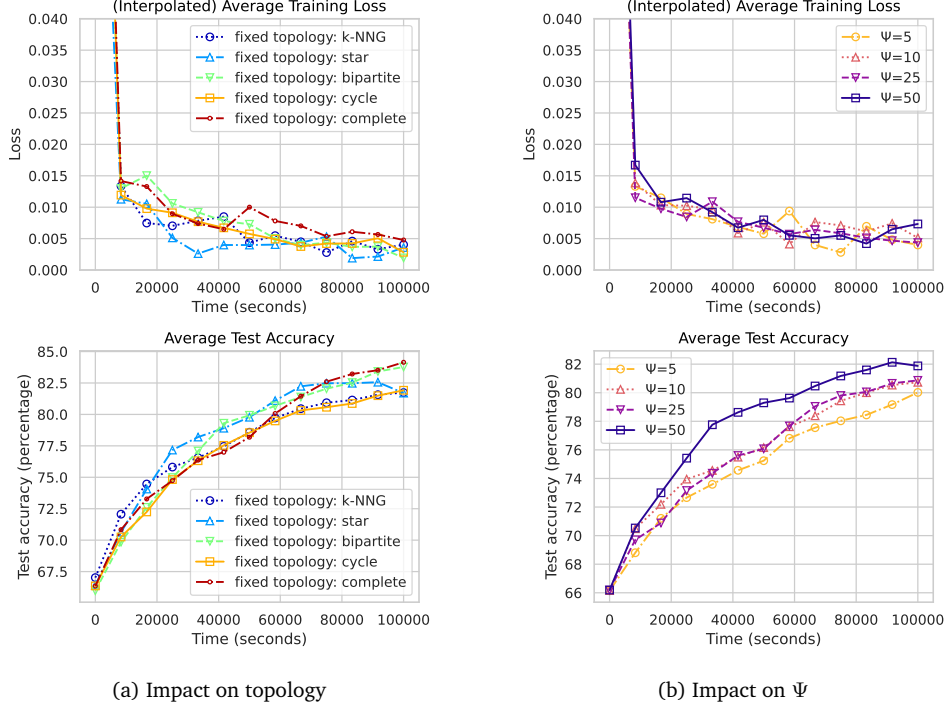 (Interpolated) Average Training Loss
0.040
0.035
0.030
0.025
0.020
0.015
0.010
0.005
0.000
Loss
fixed topology: k-NNG
fixed topology: star
fixed topology: bipartite
fixed topology: cycle
fixed topology: complete
0 20000 40000 60000 80000 100000
Time (seconds)
(Interpolated) Average Training Loss
0.040
0.035
0.030
0.025
0.020
0.015
0.010
0.005
0.000
Loss
Ψ=5
Ψ=10
Ψ=25
Ψ=50
0 20000 40000 60000 80000 100000
Time (seconds)
Average Test Accuracy
85.0
82.5
80.0
77.5
75.0
72.5
70.0
67.5
Test accuracy (percentage)
fixed topology: k-NNG
fixed topology: star
fixed topology: bipartite
fixed topology: cycle
fixed topology: complete
0 20000 40000 60000 80000 100000
Time (seconds)
Average Test Accuracy
82
80
78
76
74
72
70
68
66
Test accuracy (percentage)
Ψ=5
Ψ=10
Ψ=25
Ψ=50
0 20000 40000 60000 80000 100000
Time (seconds)
(a) Impact on topology
(b) Impact on Ψ